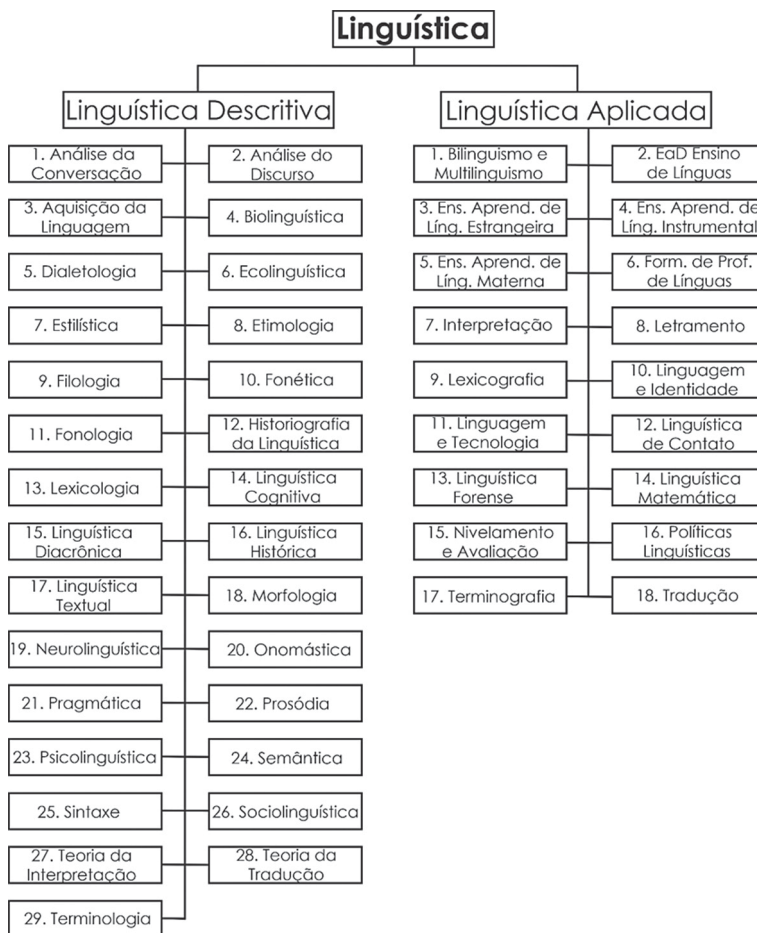 Linguística
Linguística Descritiva
1. Análise da
Conversação
2. Análise do
Discurso
3. Aquisição da
Linguagem
4. Biolinguística
5. Dialetologia
6. Ecolinguística
7. Estilística
8. Etimologia
9. Filologia
10. Fonética
11. Fonologia
12. Historiografia
da Linguística
13. Lexicologia
14. Linguística
Cognitiva
15. Linguística
Diacrônica
16. Linguística
Histórica
17. Linguística
Textual
18. Morfologia
19. Neurolinguística
20. Onomástica
21. Pragmática
22. Prosódia
23. Psicolinguística
24. Semântica
25. Sintaxe
26. Sociolinguística
27. Teoria da
Interpretação
28. Teoria da
Tradução
29. Terminologia
Linguística Aplicada
1. Bilinguismo e
Multilinguismo
2. EaD Ensino
de Línguas
3. Ens. Aprend. de
Líng. Estrangeira
4. Ens. Aprend. de
Líng. Instrumental
5. Ens. Aprend. de
Líng. Materna
6. Form. de Prof.
de Línguas
7. Interpretação
8. Letramento
9. Lexicografia
10. Linguagem
e Identidade
11. Linguagem
e Tecnologia
12. Linguística
de Contato
13. Linguística
Forense
14. Linguística
Matemática
15. Nivelamento
e Avaliação
16. Políticas
Linguísticas
17. Terminografia
18. Tradução